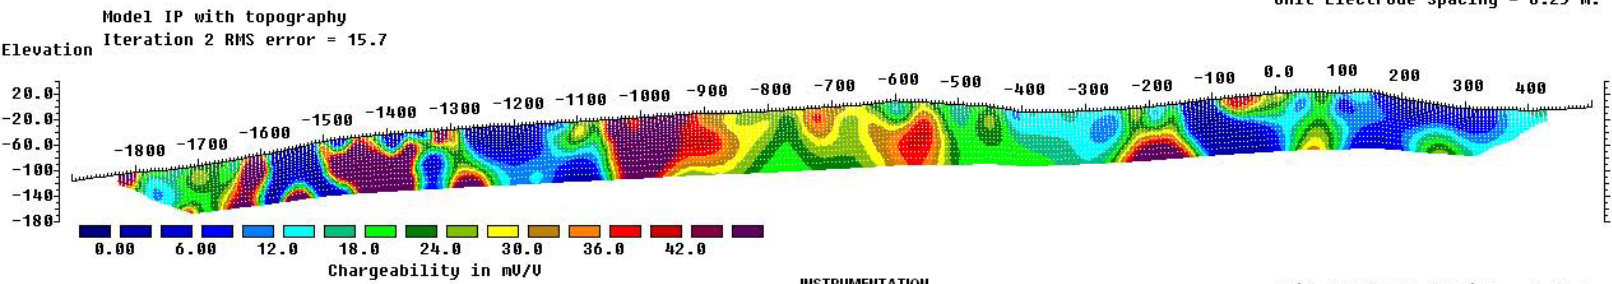 Model IP with topography
Iteration 2 RMS error = 15.7
Elevation
-1800 -1700 -1600 -1500 -1400 -1300 -1200 -1100 -1000 -900 -800 -700 -600 -500 -400 -300 -200 -100 0.0 100 200 300 400
20.0
-20.0
-60.0
-100
-140
-180
0.00 6.00 12.0 18.0 24.0 30.0 36.0 42.0
Chargeability in mV/V
INSTRUMENTATION